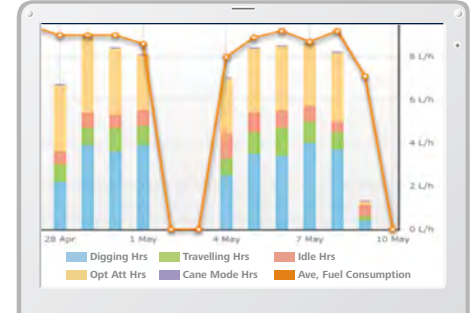 8 L/h
6 L/h
4 L/h
2 L/h
0 L/h
28 Apr 1 May 4 May 7 May 10 May
Digging Hrs Travelling Hrs Idle Hrs
Opt Att Hrs Cane Mode Hrs Ave, Fuel Consumption